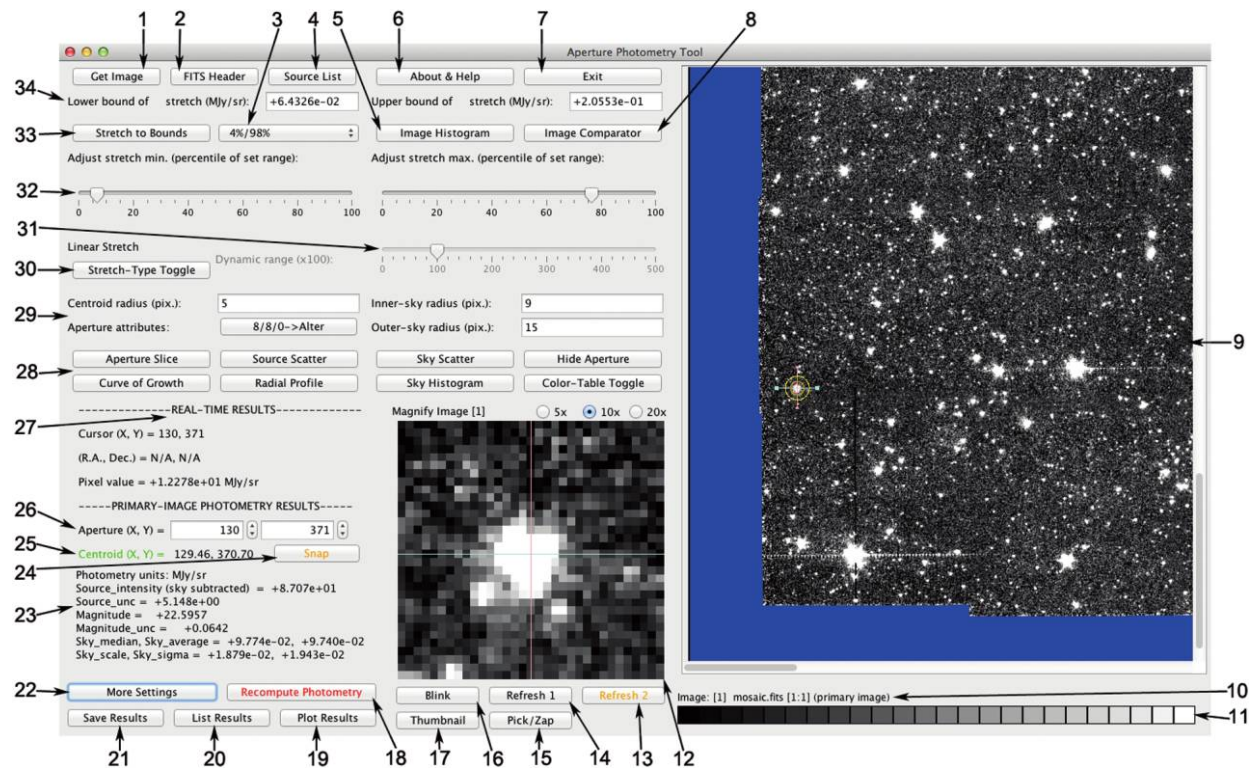 1 2 3 4 5 6 7 8
Aperture Photometry Tool
Get Image FITS Header Source List About & Help Exit
34 Lower bound of stretch (MJy/sr): +6.4326e-02 Upper bound of stretch (MJy/sr): +2.0553e-01
33 Stretch to Bounds 4%/98% Image Histogram Image Comparator
Adjust stretch min. (percentile of set range): Adjust stretch max. (percentile of set range):
32
0 20 40 60 80 100 0 20 40 60 80 100
31
Linear Stretch
Dynamic range (x100): 0 100 200 300 400 500
30 Stretch-Type Toggle
Centroid radius (pix.): 5 Inner-sky radius (pix.): 9
29
Aperture attributes: 8/8/0->Alter Outer-sky radius (pix.): 15
9
Aperture Slice Source Scatter Sky Scatter Hide Aperture
28
Curve of Growth Radial Profile Sky Histogram Color-Table Toggle
------REAL-TIME RESULTS------ Magnify Image [1] 5x 10x 20x
27
Cursor (X, Y) = 130, 371
(R.A., Dec.) = N/A, N/A
Pixel value = +1.2278e+01 MJy/sr
-----PRIMARY-IMAGE PHOTOMETRY RESULTS-----
26 Aperture (X, Y) = 130 371
25 Centroid (X, Y) = 129.46, 370.70 Snap
24
Photometry units: MJy/sr
Source_intensity (sky subtracted) = +8.707e+01
23 Source_unc = +5.148e+00
Magnitude = +22.5957
Magnitude_unc = +0.0642
Sky_median, Sky_average = +9.774e-02, +9.740e-02
Sky_scale, Sky_sigma = +1.879e-02, +1.943e-02
22 More Settings Recompute Photometry Blink Refresh 1 Refresh 2 Image: [1] mosaic.fits [1:1] (primary image) 10
Save Results List Results Plot Results Thumbnail Pick/Zap 11
21 20 19 18 17 16 15 14 13 12